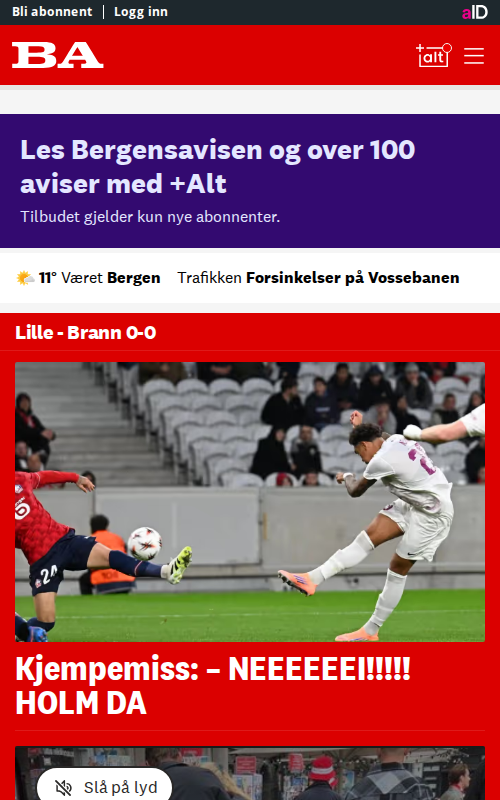 Bli abonnent | Logg inn aID
BA +alt
Les Bergensavisen og over 100
aviser med +Alt
Tilbudet gjelder kun nye abonnenter.
11° Været Bergen Trafikken Forsinkelser på Vossebanen
Lille - Brann 0-0
24
2
Kjempemiss: – NEEEEEEI!!!!!
HOLM DA
Slå på lyd